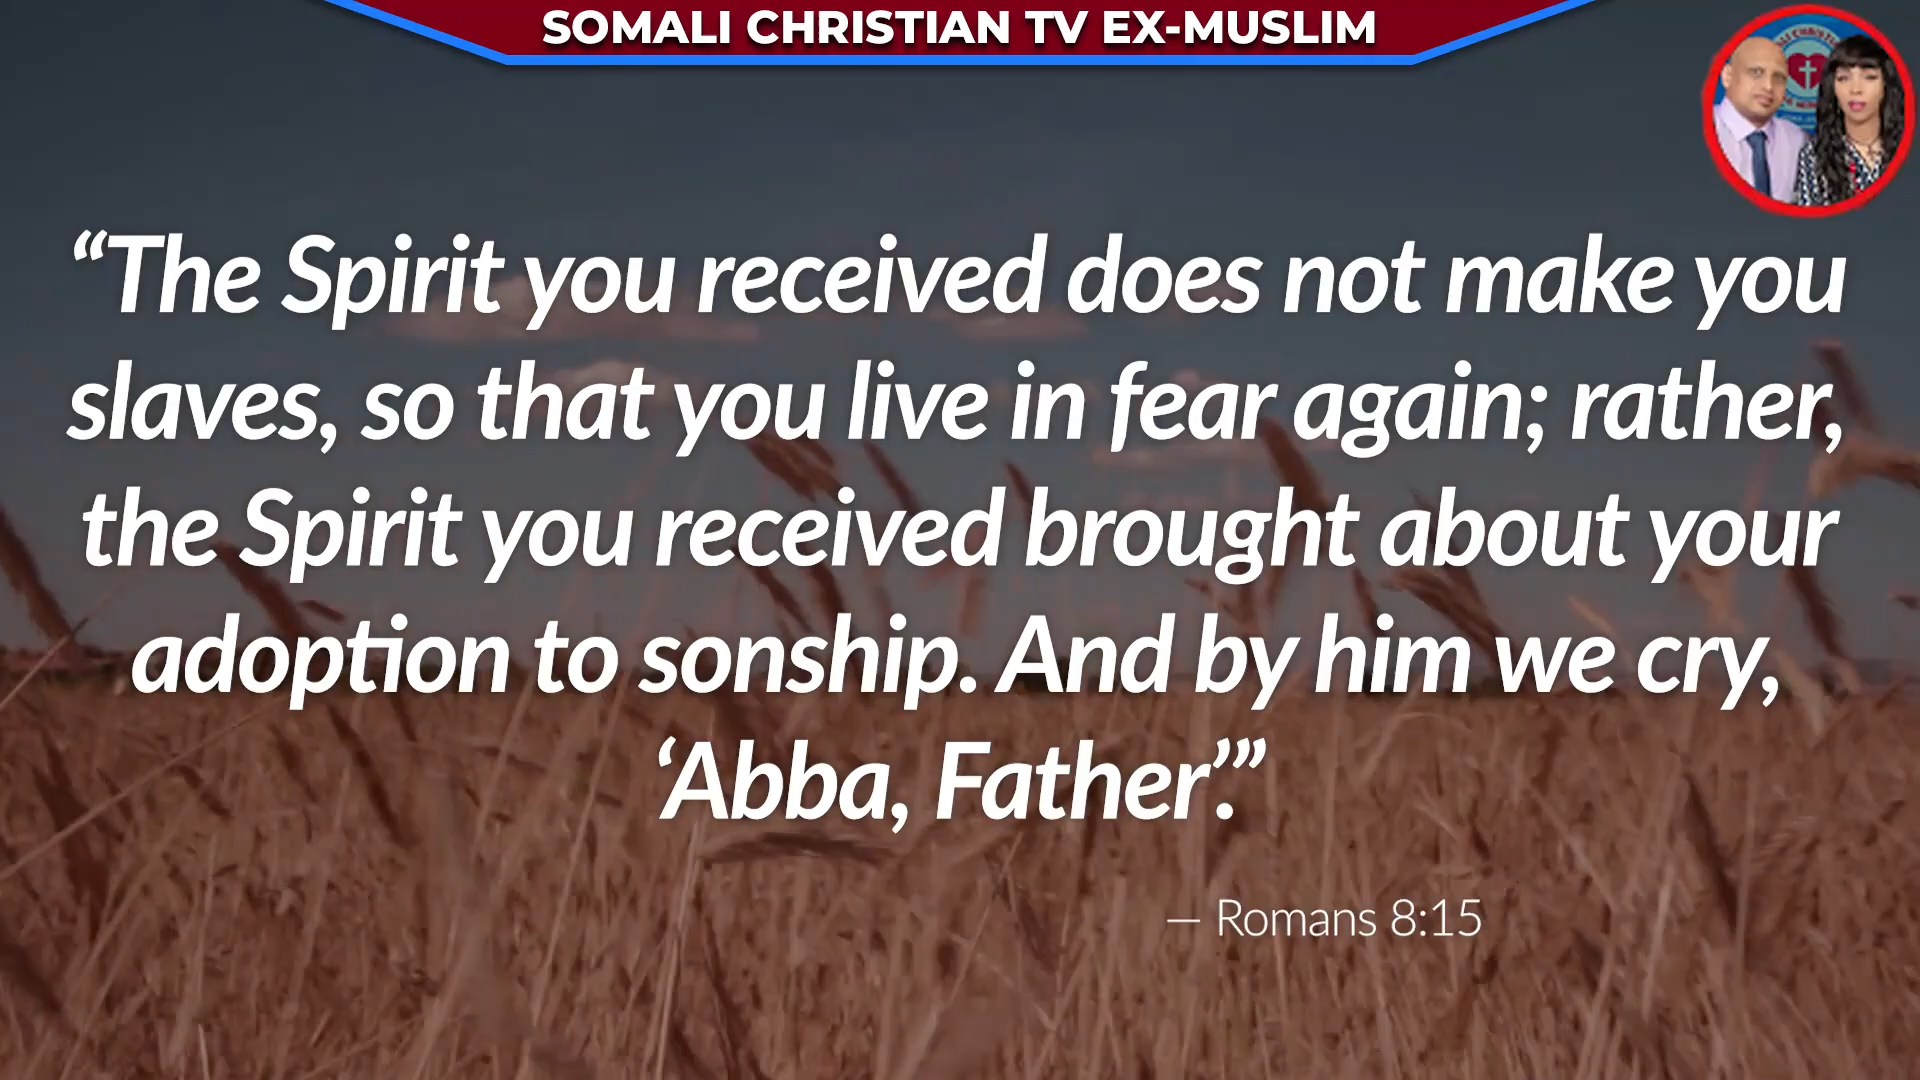 SOMALI CHRISTIAN TV EX-MUSLIM
“The Spirit you received does not make you
slaves, so that you live in fear again; rather,
the Spirit you received brought about your
adoption to sonship. And by him we cry,
‘Abba, Father’.”
— Romans 8:15